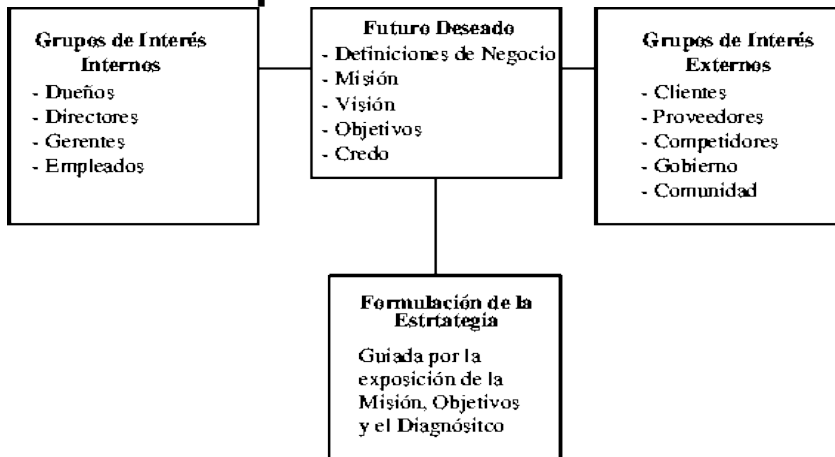 Grupos de Interés
Internos
- Dueños
- Directores
- Gerentes
- Empleados
Futuro Deseado
- Definiciones de Negocio
- Misión
- Visión
- Objetivos
- Credo
Grupos de Interés
Externos
- Clientes
- Proveedores
- Competidores
- Gobierno
- Comunidad
Formulación de la
Estrtategia
Guiada por la
exposición de la
Misión, Objetivos
y el Diagnósitco